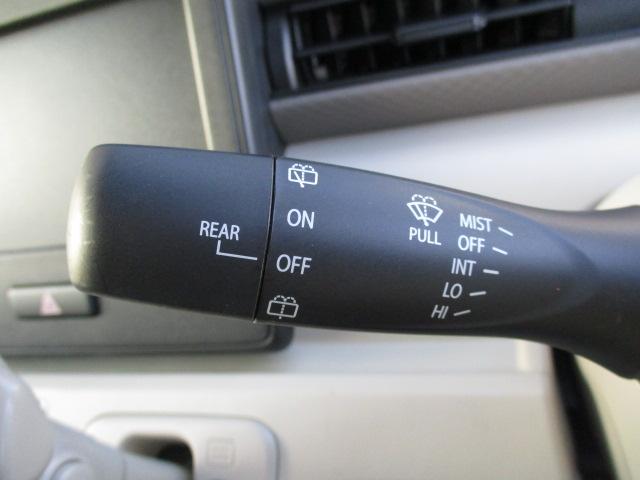 REAR
ON
OFF
PULL
MIST
OFF
INT
LO
HI